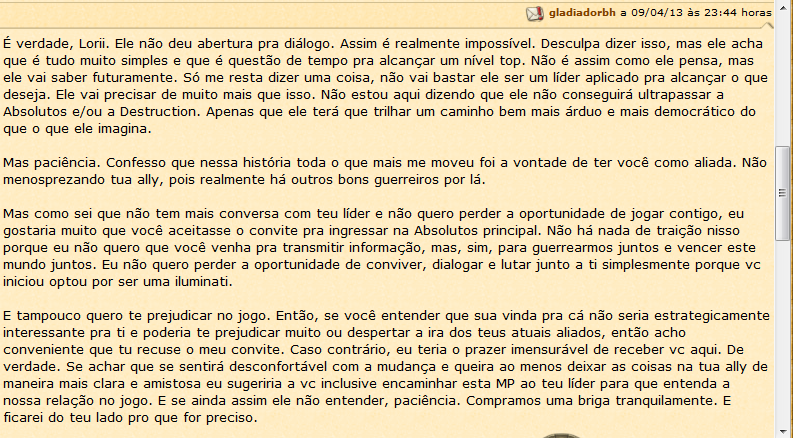 gladiadorbh a 09/04/13 às 23:44 horas
É verdade, Lorii. Ele não deu abertura pra diálogo. Assim é realmente impossível. Desculpa dizer isso, mas ele acha
que é tudo muito simples e que é questão de tempo pra alcançar um nível top. Não é assim como ele pensa, mas
ele vai saber futuramente. Só me resta dizer uma coisa, não vai bastar ele ser um líder aplicado pra alcançar o que
deseja. Ele vai precisar de muito mais que isso. Não estou aqui dizendo que ele não conseguirá ultrapassar a
Absolutos e/ou a Destruction. Apenas que ele terá que trilhar um caminho bem mais árduo e mais democrático do
que o que ele imagina.
Mas paciência. Confesso que nessa história toda o que mais me moveu foi a vontade de ter você como aliada. Não
menosprezando tua ally, pois realmente há outros bons guerreiros por lá.
Mas como sei que não tem mais conversa com teu líder e não quero perder a oportunidade de jogar contigo, eu
gostaria muito que você aceitasse o convite pra ingressar na Absolutos principal. Não há nada de traição nisso
porque eu não quero que você venha pra transmitir informação, mas, sim, para guerrearmos juntos e vencer este
mundo juntos. Eu não quero perder a oportunidade de conviver, dialogar e lutar junto a ti simplesmente porque vc
iniciou optou por ser uma iluminati.
E tampouco quero te prejudicar no jogo. Então, se você entender que sua vinda pra cá não seria estrategicamente
interessante pra ti e poderia te prejudicar muito ou despertar a ira dos teus atuais aliados, então acho
conveniente que tu recuse o meu convite. Caso contrário, eu teria o prazer imensurável de receber vc aqui. De
verdade. Se achar que se sentirá desconfortável com a mudança e queira ao menos deixar as coisas na tua ally de
maneira mais clara e amistosa eu sugeriria a vc inclusive encaminhar esta MP ao teu líder para que entenda a
nossa relação no jogo. E se ainda assim ele não entender, paciência. Compramos uma briga tranquilamente. E
ficarei do teu lado pro que for preciso.